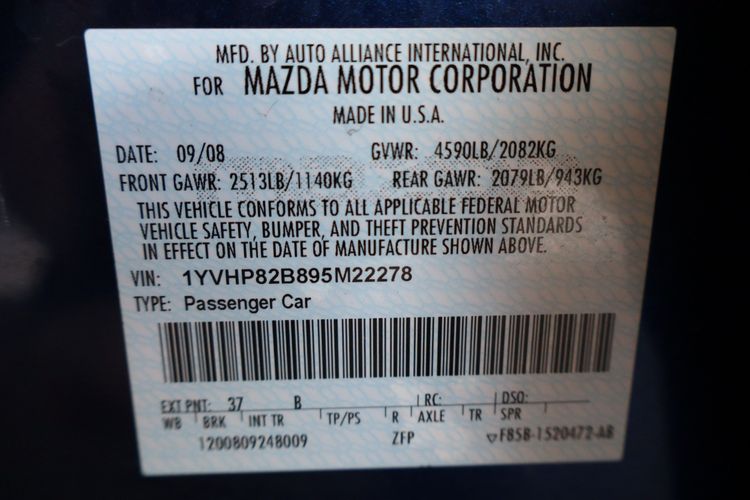 MFD. BY AUTO ALLIANCE INTERNATIONAL, INC.
FOR MAZDA MOTOR CORPORATION
MADE IN U.S.A.
DATE: 09/08 GVWR: 4590LB/2082KG
FRONT GAWR: 2513LB/1140KG REAR GAWR: 2079LB/943KG
THIS VEHICLE CONFORMS TO ALL APPLICABLE FEDERAL MOTOR
VEHICLE SAFETY, BUMPER, AND THEFT PREVENTION STANDARDS
IN EFFECT ON THE DATE OF MANUFACTURE SHOWN ABOVE.
VIN: 1YVHP82B895M22278
TYPE: Passenger Car
EXT PNT: 37 B RC: DSO:
WB BRK INT TR TP/PS R AXLE TR SPR
1200809248009 ZFP ▽F85B-1520472-AB